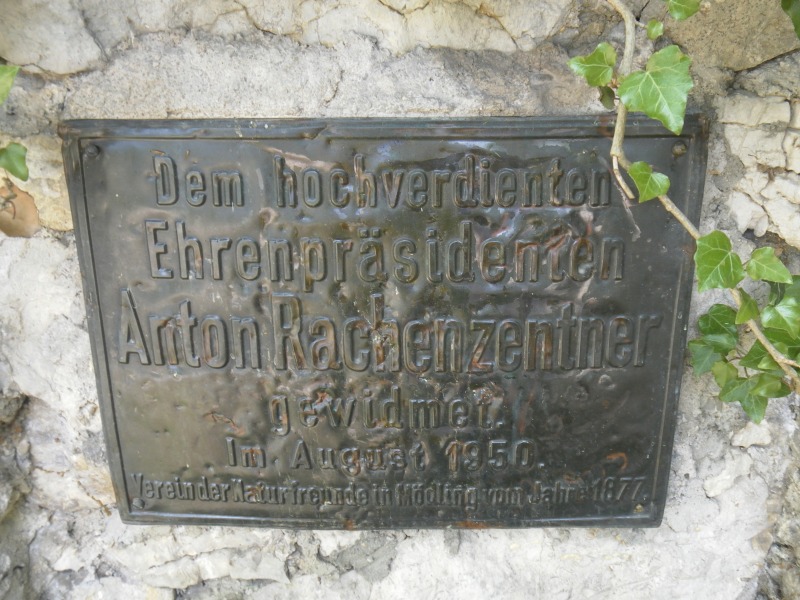 Dem hochverdienten
Ehrenpräsidenten
Anton Rachenzentner
gewidmet.
Im August 1950.
Verein der Naturfreunde in Mödling vom Jahre 1877.